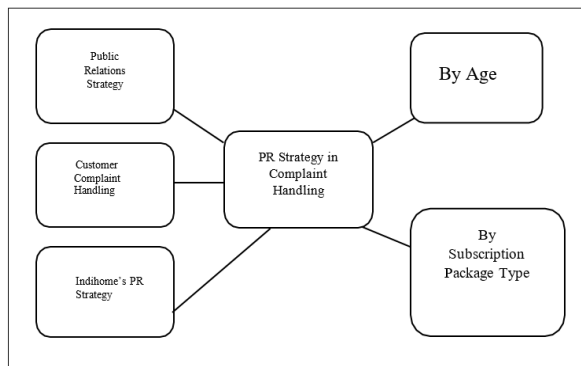 Public
Relations
Strategy
Customer
Complaint
Handling
Indihome's PR
Strategy
PR Strategy in
Complaint
Handling
By Age
By
Subscription
Package Type